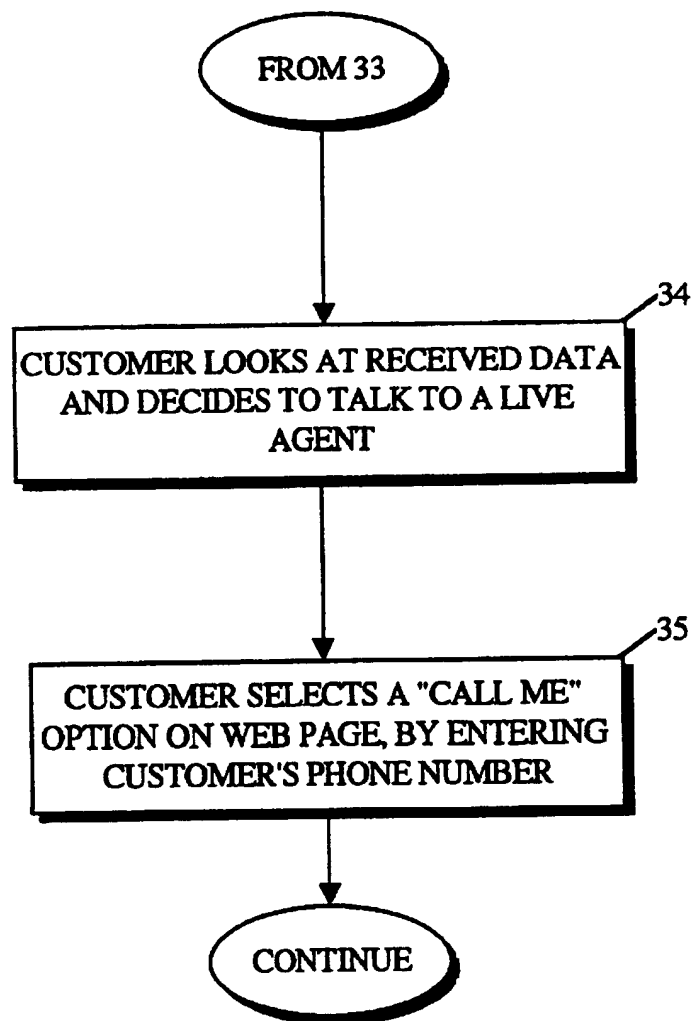 FROM 33
34
CUSTOMER LOOKS AT RECEIVED DATA
AND DECIDES TO TALK TO A LIVE
AGENT
35
CUSTOMER SELECTS A "CALL ME"
OPTION ON WEB PAGE, BY ENTERING
CUSTOMER'S PHONE NUMBER
CONTINUE